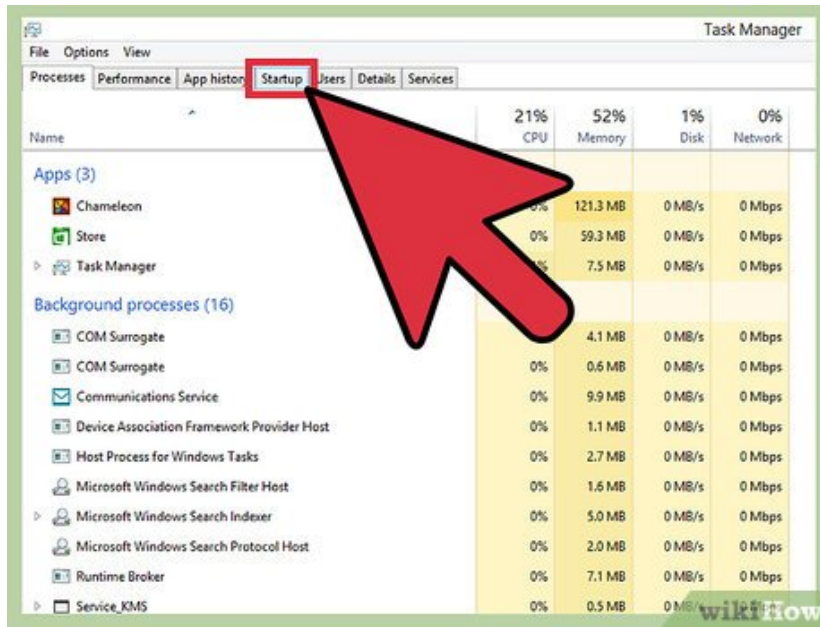 Task Manager
File Options View
Processes Performance App history Startup Users Details Services
21% 52% 1% 0%
Name CPU Memory Disk Network
Apps (3)
Chameleon 121.3 MB 0 MB/s 0 Mbps
Store 0% 59.3 MB 0 MB/s 0 Mbps
Task Manager 7.5 MB 0 MB/s 0 Mbps
Background processes (16)
COM Surrogate 4.1 MB 0 MB/s 0 Mbps
COM Surrogate 0% 0.6 MB 0 MB/s 0 Mbps
Communications Service 0% 9.9 MB 0 MB/s 0 Mbps
Device Association Framework Provider Host 0% 1.1 MB 0 MB/s 0 Mbps
Host Process for Windows Tasks 0% 2.7 MB 0 MB/s 0 Mbps
Microsoft Windows Search Filter Host 0% 1.6 MB 0 MB/s 0 Mbps
Microsoft Windows Search Indexer 0% 5.0 MB 0 MB/s 0 Mbps
Microsoft Windows Search Protocol Host 0% 2.0 MB 0 MB/s 0 Mbps
Runtime Broker 0% 7.1 MB 0 MB/s 0 Mbps
Service_KMS 0% 0.5 MB
wikiHow